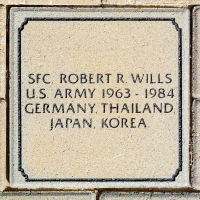 SFC. ROBERT R. WILLS
U.S. ARMY 1963 - 1984
GERMANY, THAILAND,
JAPAN, KOREA.